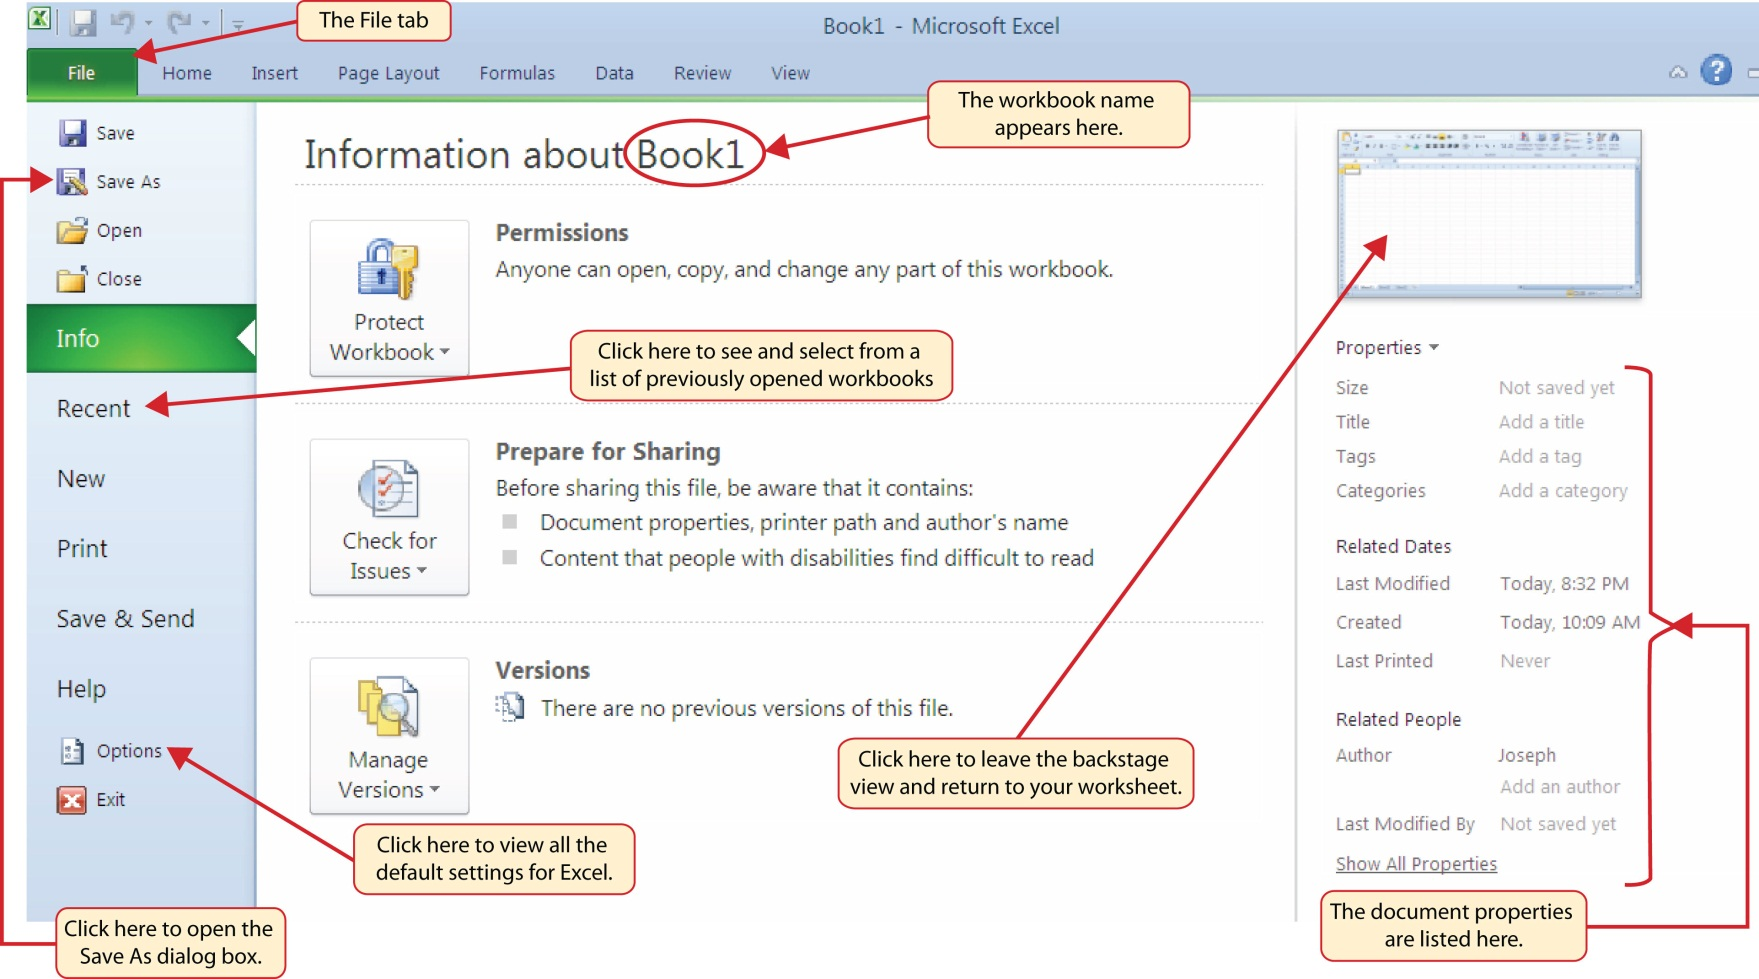 The File tab
Book1 - Microsoft Excel
File
Home
Insert
Page Layout
Formulas
Data
Review
View
The workbook name
appears here.
Save
Save As
Open
Close
Info
Recent
New
Print
Save & Send
Help
Options
Exit
Information about Book1
Protect
Workbook
Permissions
Anyone can open, copy, and change any part of this workbook.
Click here to see and select from a
list of previously opened workbooks
Check for
Issues
Prepare for Sharing
Before sharing this file, be aware that it contains:
Document properties, printer path and author's name
Content that people with disabilities find difficult to read
Manage
Versions
Versions
There are no previous versions of this file.
Click here to leave the backstage
view and return to your worksheet.
Click here to view all the
default settings for Excel.
Click here to open the
Save As dialog box.
Properties
Size Not saved yet
Title Add a title
Tags Add a tag
Categories Add a category
Related Dates
Last Modified Today, 8:32 PM
Created Today, 10:09 AM
Last Printed Never
Related People
Author Joseph
Add an author
Last Modified By Not saved yet
Show All Properties
The document properties
are listed here.